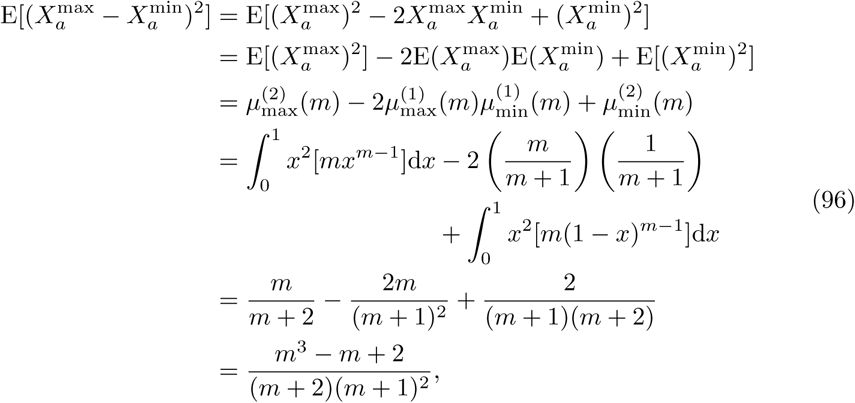 E[(X_a^max − X_a^min)^2] = E[(X_a^max)^2 − 2X_a^max X_a^min + (X_a^min)^2]
= E[(X_a^max)^2] − 2E(X_a^max)E(X_a^min) + E[(X_a^min)^2]
= μ_max^(2)(m) − 2μ_max^(1)(m)μ_min^(1)(m) + μ_min^(2)(m)
= ∫_0^1 x^2[mx^{m−1}]dx − 2 (m/(m + 1)) (1/(m + 1))
+ ∫_0^1 x^2[m(1 − x)^{m−1}]dx
(96)
= m/(m + 2) − 2m/(m + 1)^2 + 2/((m + 1)(m + 2))
= (m^3 − m + 2)/((m + 2)(m + 1)^2),